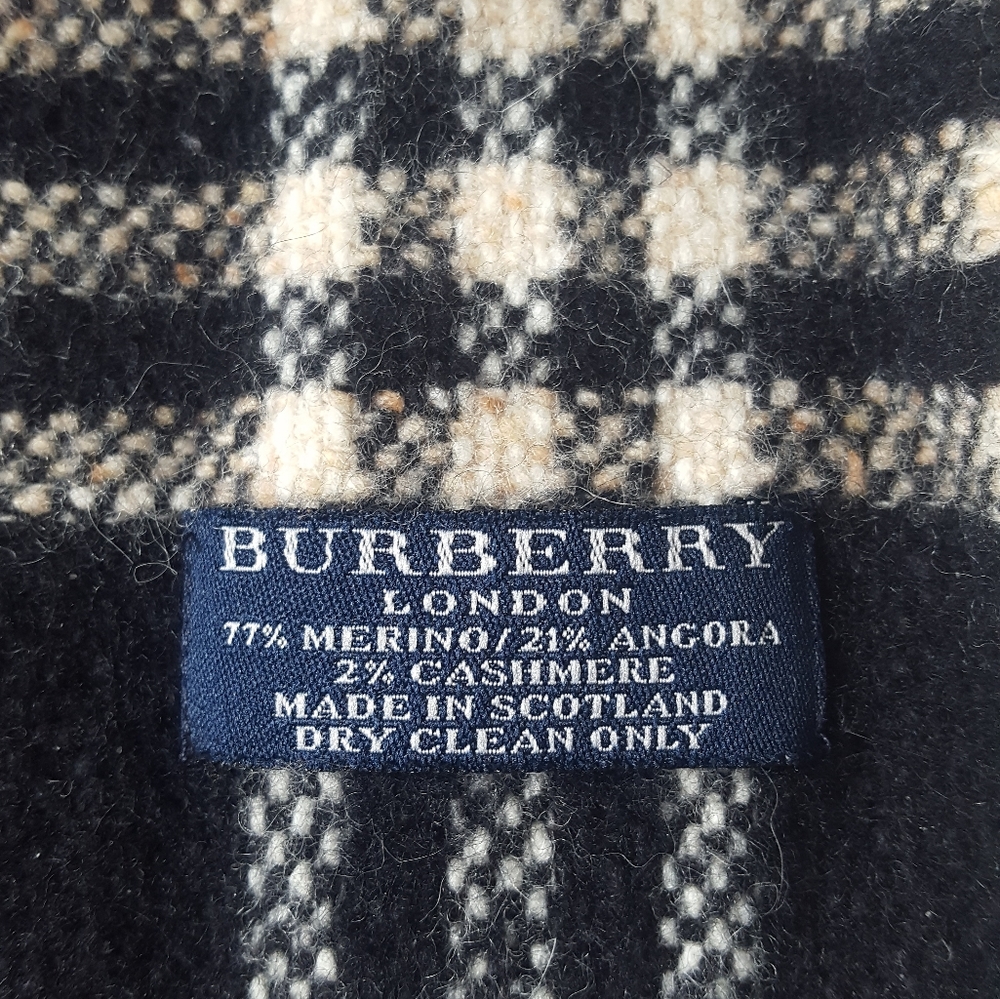 BURBERRY
LONDON
77% MERINO/21% ANGORA
2% CASHMERE
MADE IN SCOTLAND
DRY CLEAN ONLY